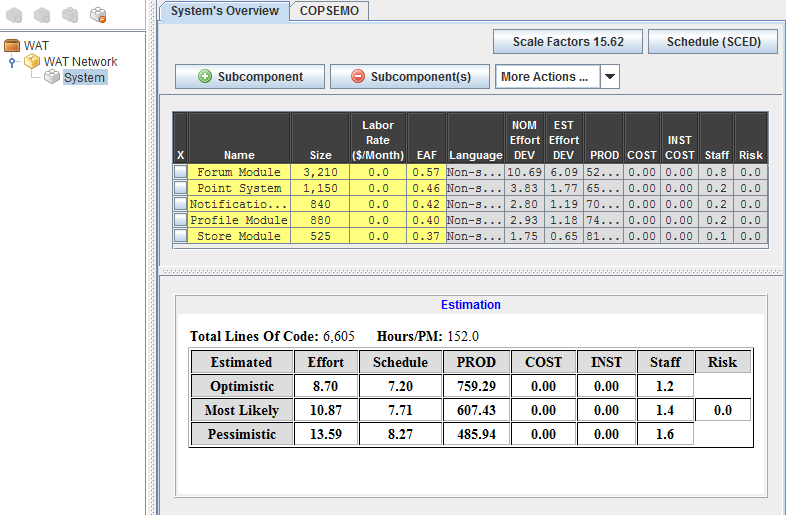 System's Overview COPSEMO
WAT
WAT Network
System
Scale Factors 15.62 Schedule (SCED)
Subcomponent Subcomponent(s) More Actions ...
X Name Size Labor Rate ($/Month) EAF Language NOM Effort DEV EST Effort DEV PROD COST INST COST Staff Risk
Forum Module 3,210 0.0 0.57 Non-s... 10.69 6.09 52... 0.00 0.00 0.8 0.0
Point System 1,150 0.0 0.46 Non-s... 3.83 1.77 65... 0.00 0.00 0.2 0.0
Notificatio... 840 0.0 0.42 Non-s... 2.80 1.19 70... 0.00 0.00 0.2 0.0
Profile Module 880 0.0 0.40 Non-s... 2.93 1.18 74... 0.00 0.00 0.2 0.0
Store Module 525 0.0 0.37 Non-s... 1.75 0.65 81... 0.00 0.00 0.1 0.0
Estimation
Total Lines Of Code: 6,605 Hours/PM: 152.0
Estimated Effort Schedule PROD COST INST Staff Risk
Optimistic 8.70 7.20 759.29 0.00 0.00 1.2
Most Likely 10.87 7.71 607.43 0.00 0.00 1.4 0.0
Pessimistic 13.59 8.27 485.94 0.00 0.00 1.6